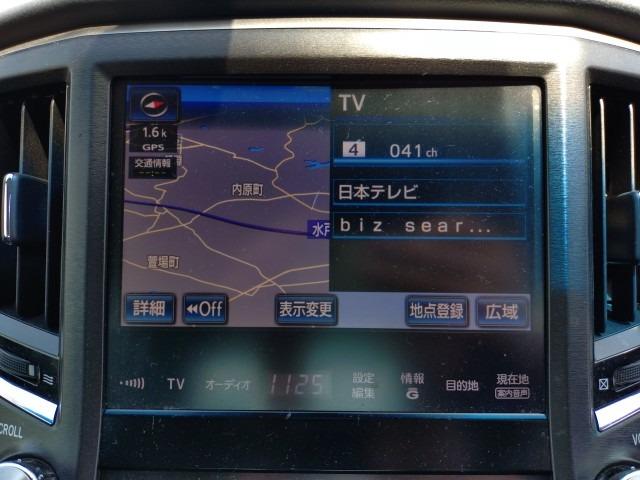 TV
1.6k
GPS
交通情報
--:--
4 041ch
日本テレビ
biz sear...
内原町
水戸
萱場町
詳細
◀◀Off
表示変更
地点登録
広域
TV
オーディオ
1125
設定
編集
情報
G
目的地
現在地
案内音声
SCROLL
VO